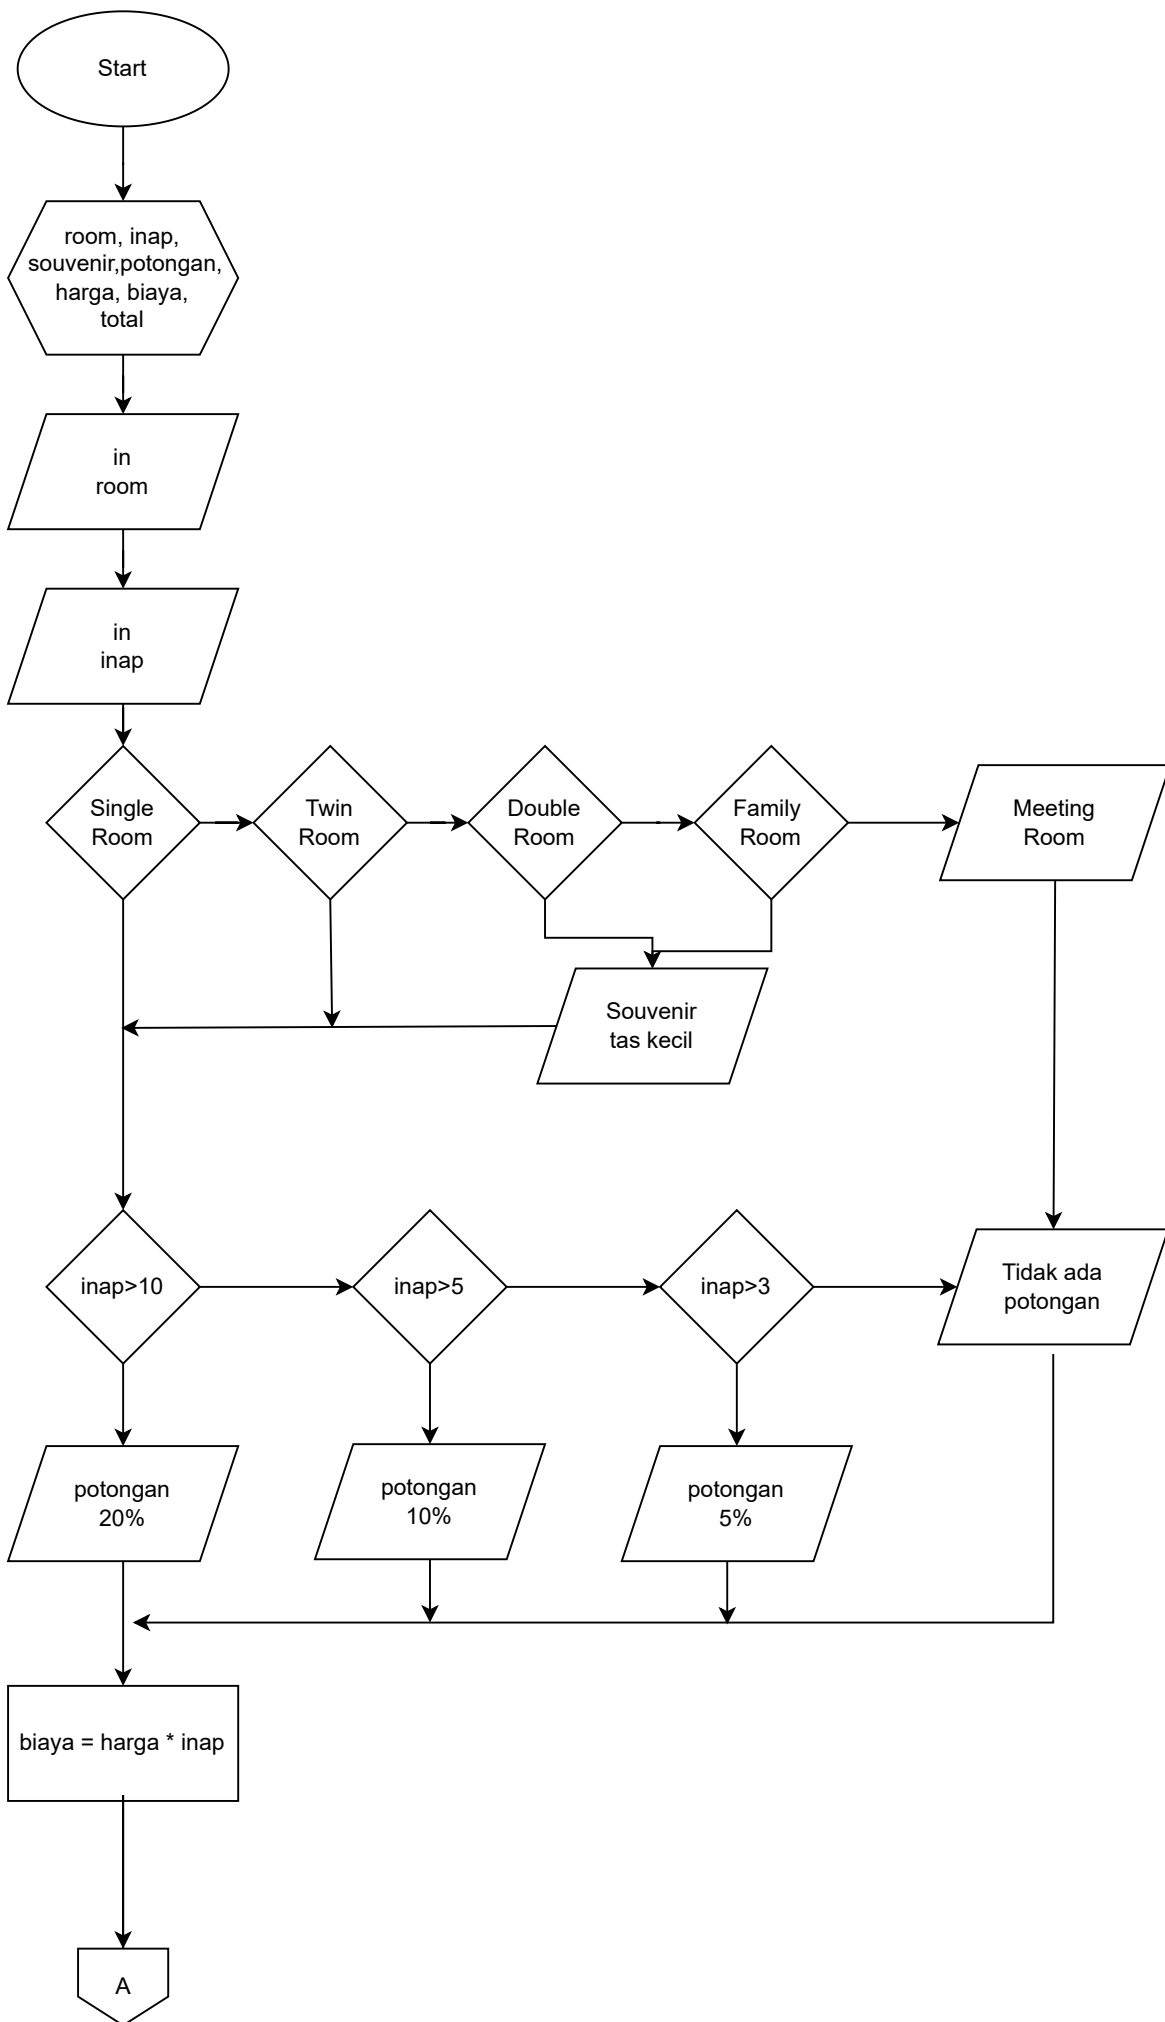 Start
room, inap,
souvenir,potongan,
harga, biaya,
total
in
room
in
inap
Single
Room
Twin
Room
Double
Room
Family
Room
Meeting
Room
Souvenir
tas kecil
inap>10
inap>5
inap>3
Tidak ada
potongan
potongan
20%
potongan
10%
potongan
5%
biaya = harga * inap
A